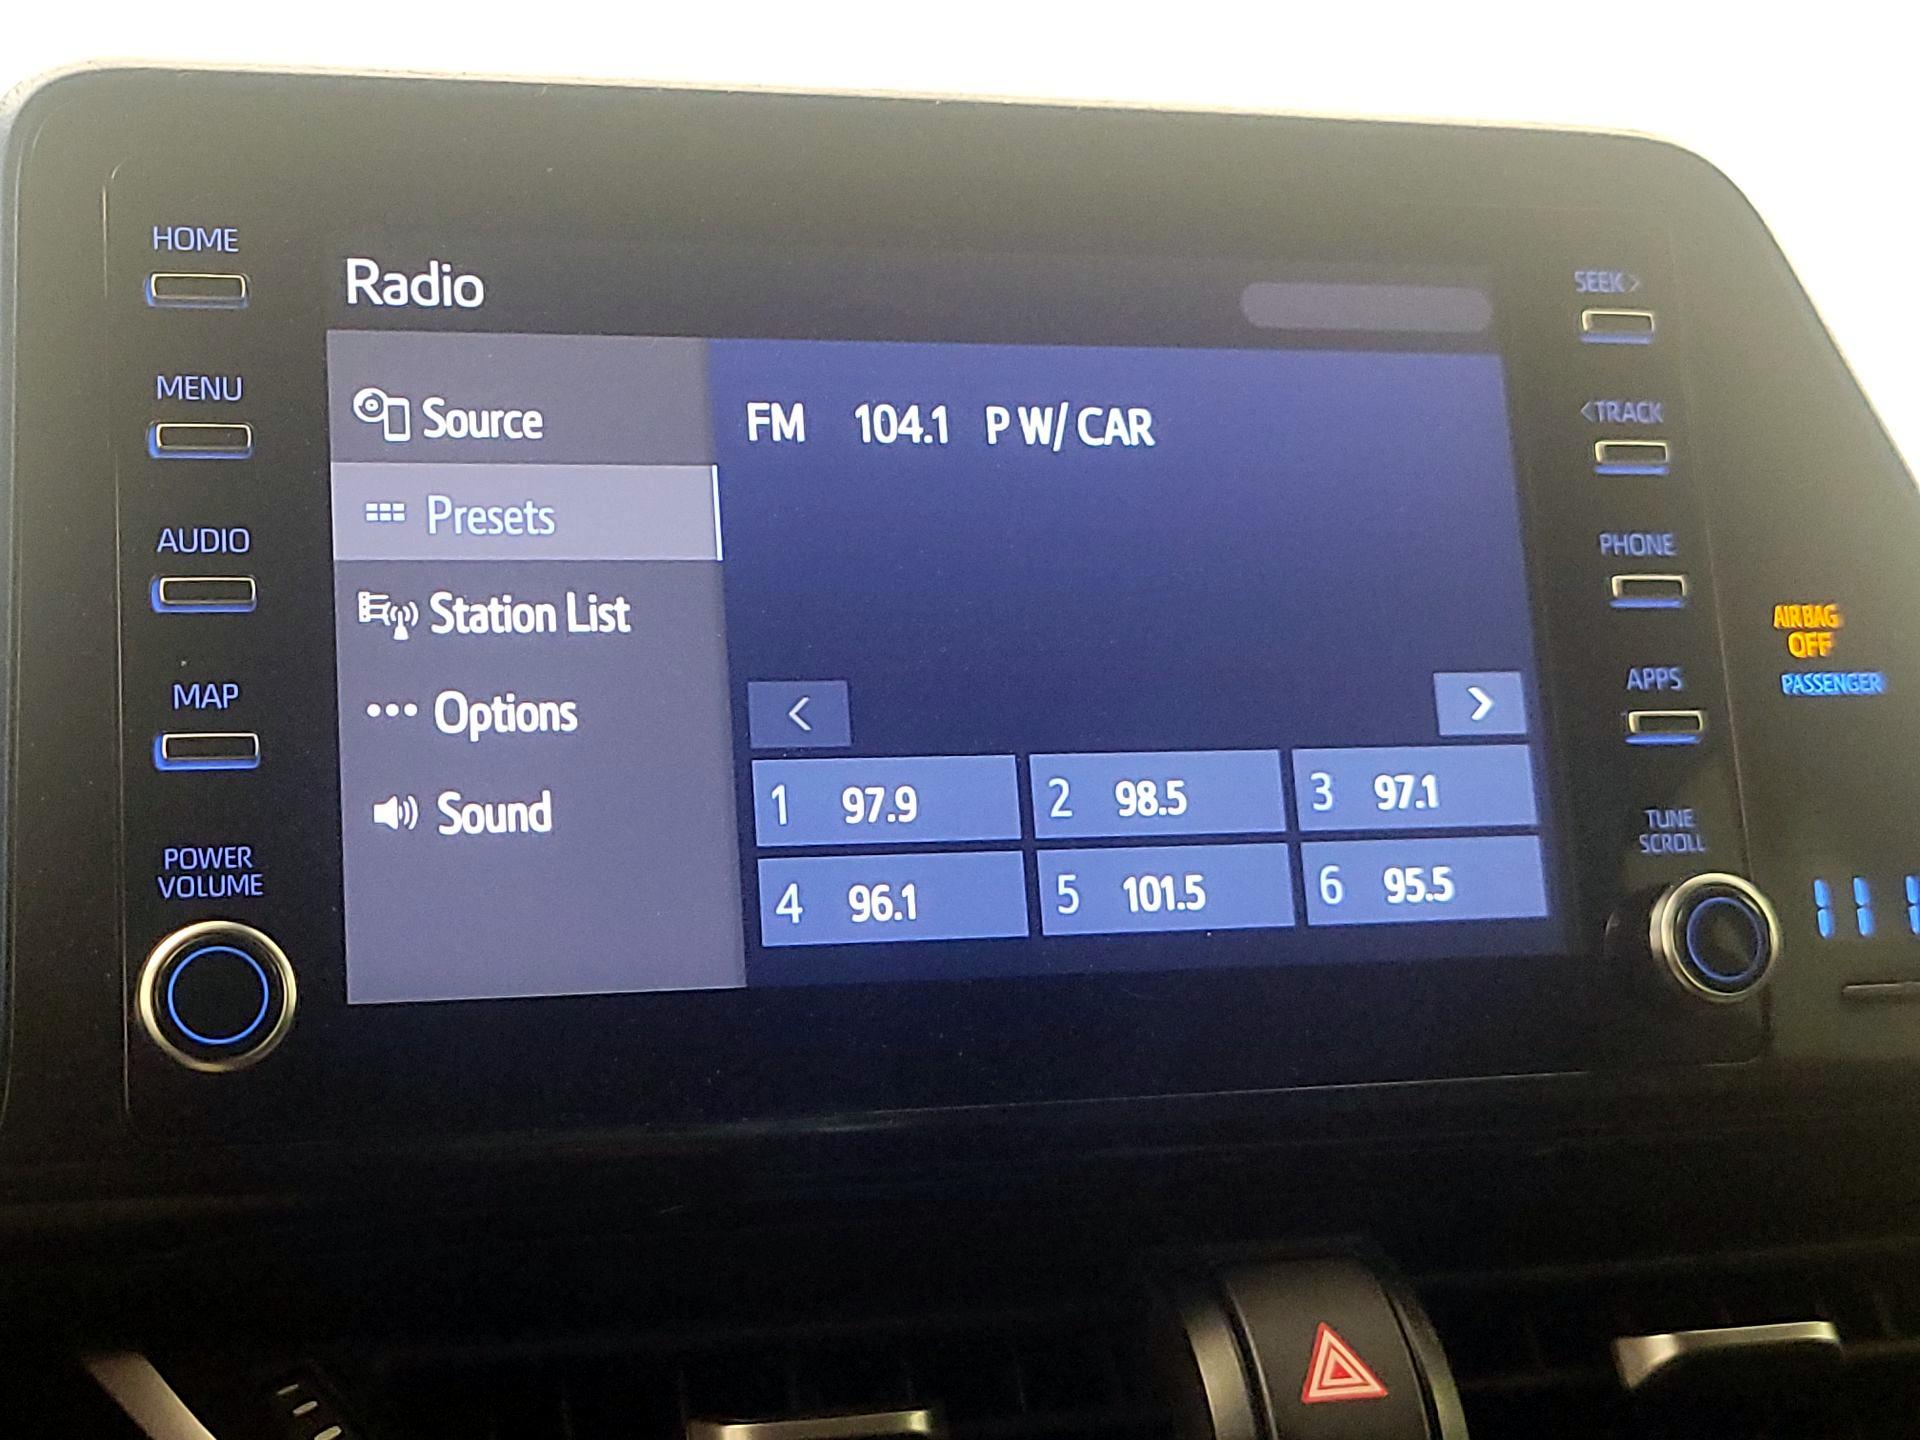 HOME
MENU
AUDIO
MAP
POWER
VOLUME
Radio
Source
Presets
Station List
Options
Sound
FM 104.1 P W/ CAR
<
>
1 97.9
2 98.5
3 97.1
4 96.1
5 101.5
6 95.5
SEEK >
< TRACK
PHONE
APPS
TUNE
SCROLL
AIR BAG
OFF
PASSENGER